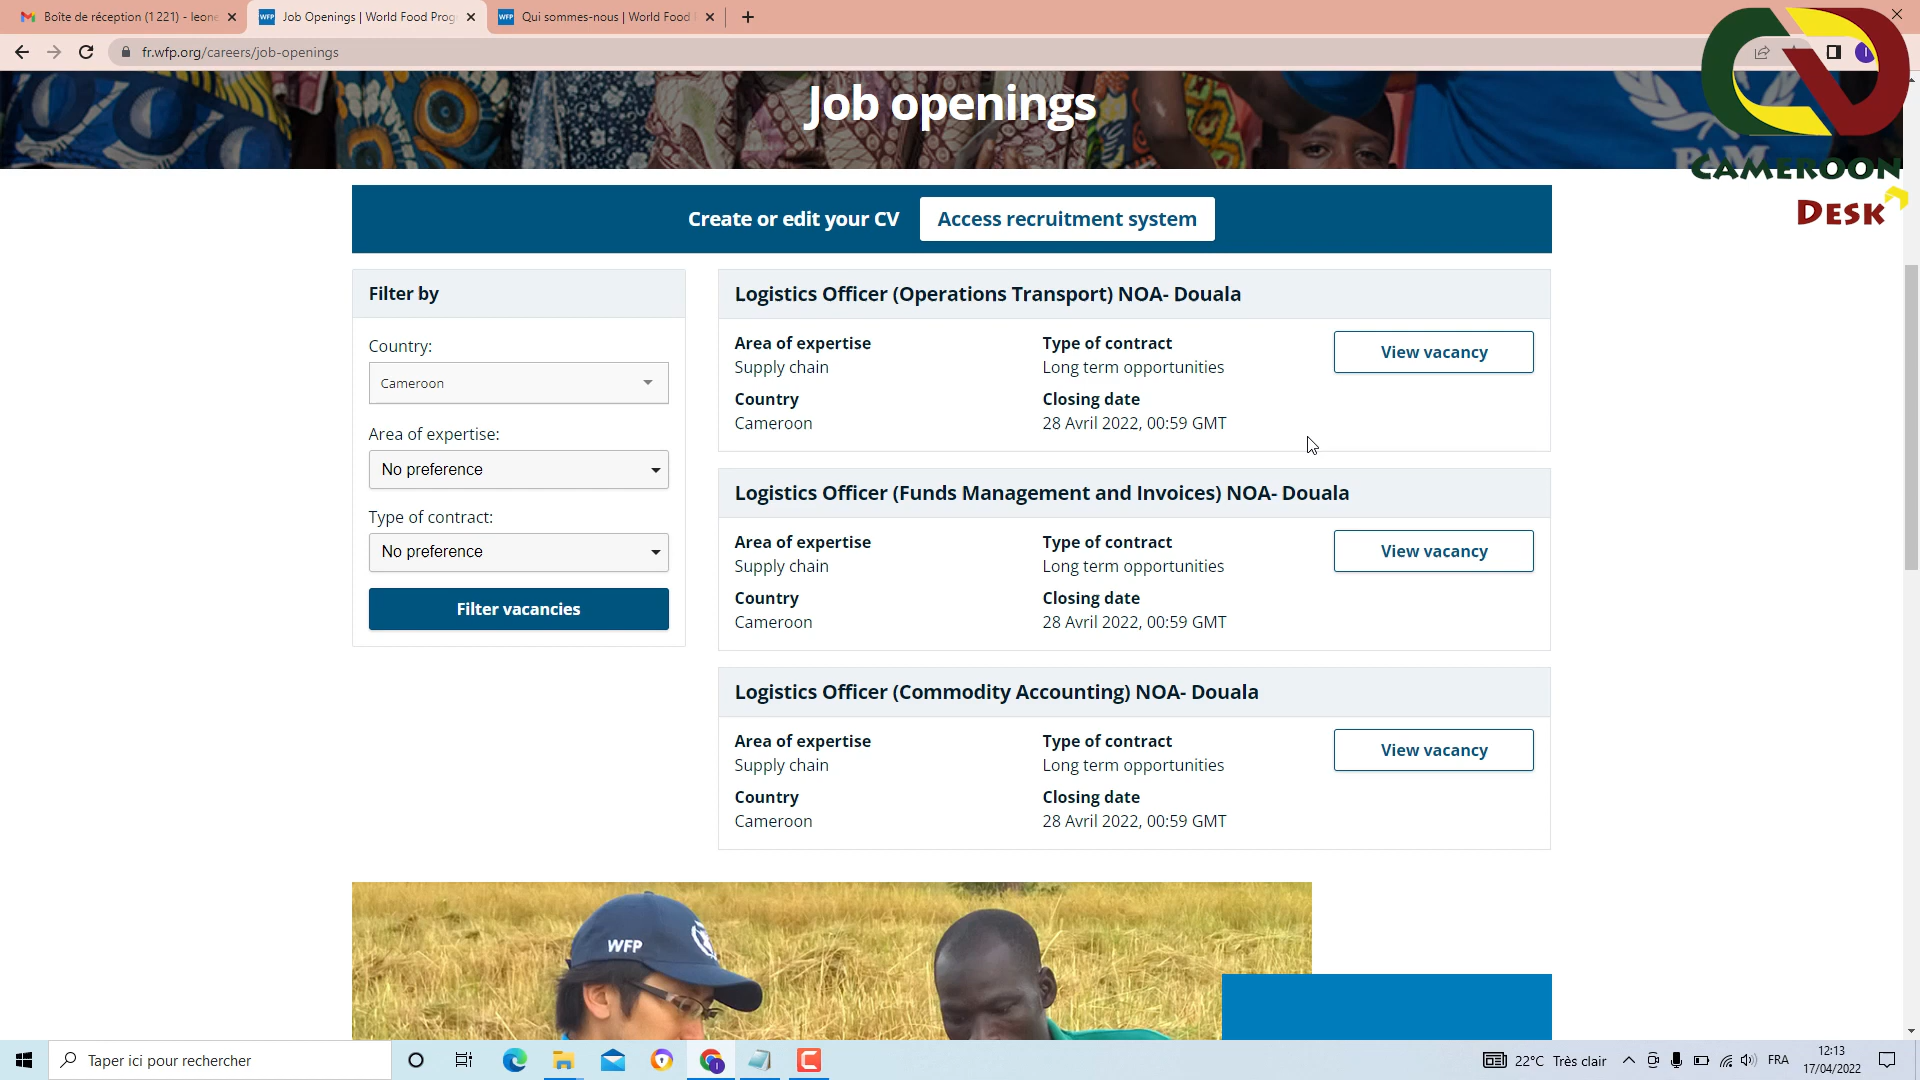 Boîte de réception (1 221) - leone
Job Openings | World Food Prog
Qui sommes-nous | World Food
fr.wfp.org/careers/job-openings
Job openings
PAM
CAMEROON
DESK
Create or edit your CV
Access recruitment system
Filter by
Country:
Cameroon
Area of expertise:
No preference
Type of contract:
No preference
Filter vacancies
Logistics Officer (Operations Transport) NOA- Douala
Area of expertise
Supply chain
Type of contract
Long term opportunities
View vacancy
Country
Cameroon
Closing date
28 Avril 2022, 00:59 GMT
Logistics Officer (Funds Management and Invoices) NOA- Douala
Area of expertise
Supply chain
Type of contract
Long term opportunities
View vacancy
Country
Cameroon
Closing date
28 Avril 2022, 00:59 GMT
Logistics Officer (Commodity Accounting) NOA- Douala
Area of expertise
Supply chain
Type of contract
Long term opportunities
View vacancy
Country
Cameroon
Closing date
28 Avril 2022, 00:59 GMT
WFP
Taper ici pour rechercher
22°C Très clair
FRA
12:13
17/04/2022